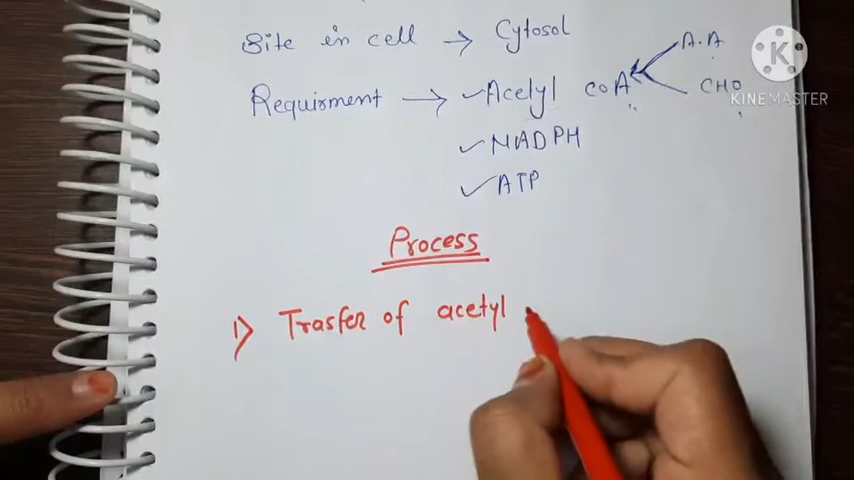 Site in cell → Cytosol
A.A
Requirment → ✓ Acetyl CoA
CHO
✓ NADPH
✓ ATP
Process
1) Trasfer of acetyl
K
KINEMASTER